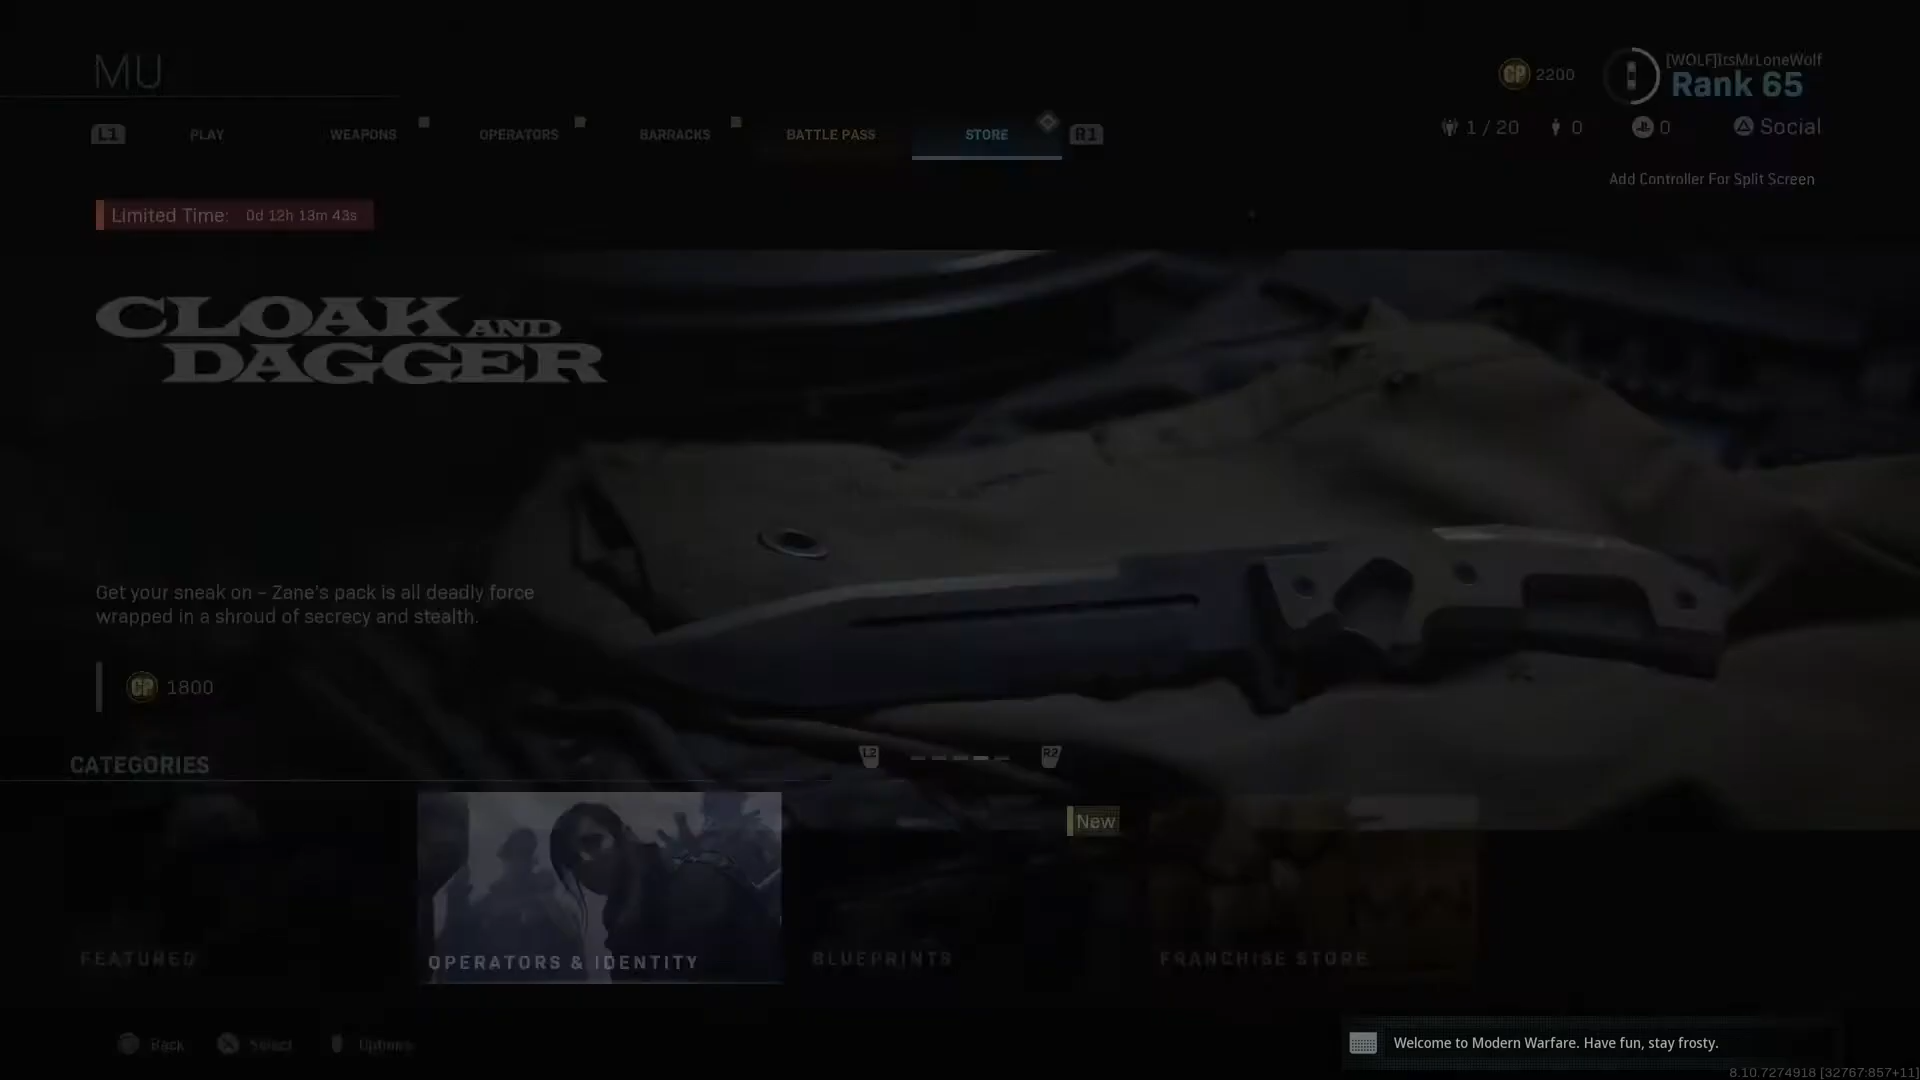 MU
CP 2200
[WOLF]ItsMrLoneWolf
Rank 65
L1 PLAY WEAPONS OPERATORS BARRACKS BATTLE PASS STORE R1
1 / 20 0 0 Social
Add Controller For Split Screen
Limited Time: 0d 12h 13m 43s
CLOAK AND
DAGGER
Get your sneak on – Zane's pack is all deadly force
wrapped in a shroud of secrecy and stealth.
CP 1800
L2 R2
CATEGORIES
New
FEATURED
OPERATORS & IDENTITY
BLUEPRINTS
FRANCHISE STORE
Back Select Options
Welcome to Modern Warfare. Have fun, stay frosty.
8.10.7274918 [32767:857+11]